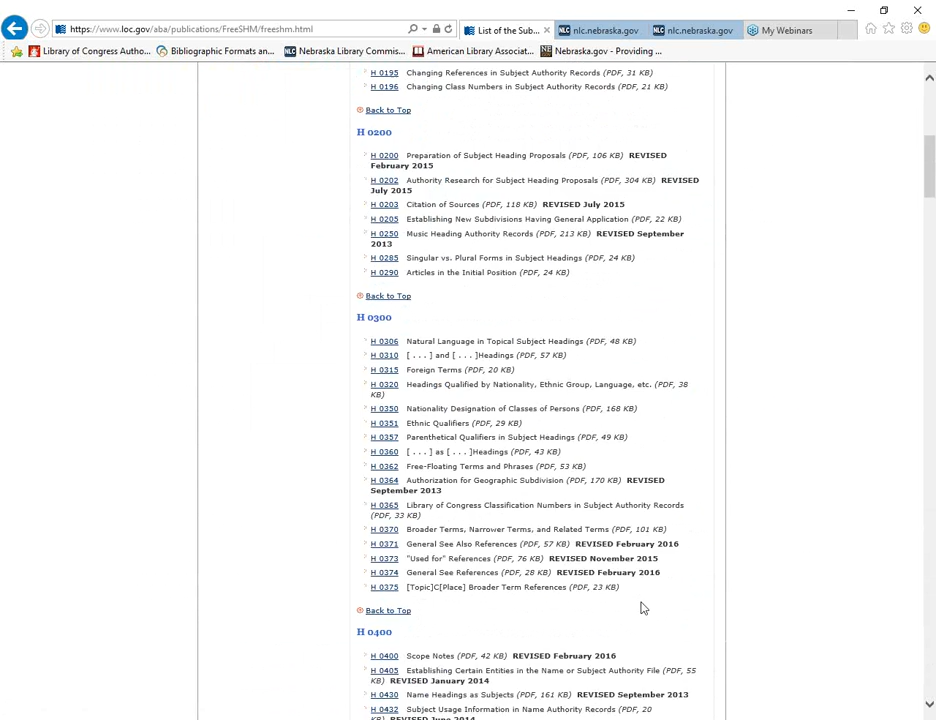 https://www.loc.gov/aba/publications/FreeSHM/freeshm.html
List of the Sub...
nlc.nebraska.gov
nlc.nebraska.gov
My Webinars
Library of Congress Autho...
Bibliographic Formats an...
Nebraska Library Commis...
American Library Associat...
Nebraska.gov - Providing ...
H 0195 Changing References in Subject Authority Records (PDF, 31 KB)
H 0196 Changing Class Numbers in Subject Authority Records (PDF, 21 KB)
Back to Top
H 0200
H 0200 Preparation of Subject Heading Proposals (PDF, 106 KB) REVISED
February 2015
H 0202 Authority Research for Subject Heading Proposals (PDF, 304 KB) REVISED
July 2015
H 0203 Citation of Sources (PDF, 118 KB) REVISED July 2015
H 0205 Establishing New Subdivisions Having General Application (PDF, 22 KB)
H 0250 Music Heading Authority Records (PDF, 213 KB) REVISED September
2013
H 0285 Singular vs. Plural Forms in Subject Headings (PDF, 24 KB)
H 0290 Articles in the Initial Position (PDF, 24 KB)
Back to Top
H 0300
H 0306 Natural Language in Topical Subject Headings (PDF, 48 KB)
H 0310 [ . . . ] and [ . . . ]Headings (PDF, 57 KB)
H 0315 Foreign Terms (PDF, 20 KB)
H 0320 Headings Qualified by Nationality, Ethnic Group, Language, etc. (PDF, 38
KB)
H 0350 Nationality Designation of Classes of Persons (PDF, 168 KB)
H 0351 Ethnic Qualifiers (PDF, 29 KB)
H 0357 Parenthetical Qualifiers in Subject Headings (PDF, 49 KB)
H 0360 [ . . . ] as [ . . . ]Headings (PDF, 43 KB)
H 0362 Free-Floating Terms and Phrases (PDF, 53 KB)
H 0364 Authorization for Geographic Subdivision (PDF, 170 KB) REVISED
September 2013
H 0365 Library of Congress Classification Numbers in Subject Authority Records
(PDF, 33 KB)
H 0370 Broader Terms, Narrower Terms, and Related Terms (PDF, 101 KB)
H 0371 General See Also References (PDF, 57 KB) REVISED February 2016
H 0373 "Used for" References (PDF, 76 KB) REVISED November 2015
H 0374 General See References (PDF, 28 KB) REVISED February 2016
H 0375 [Topic]C[Place] Broader Term References (PDF, 23 KB)
Back to Top
H 0400
H 0400 Scope Notes (PDF, 42 KB) REVISED February 2016
H 0405 Establishing Certain Entities in the Name or Subject Authority File (PDF, 55
KB) REVISED January 2014
H 0430 Name Headings as Subjects (PDF, 161 KB) REVISED September 2013
H 0432 Subject Usage Information in Name Authority Records (PDF, 20
KB) REVISED June 2014